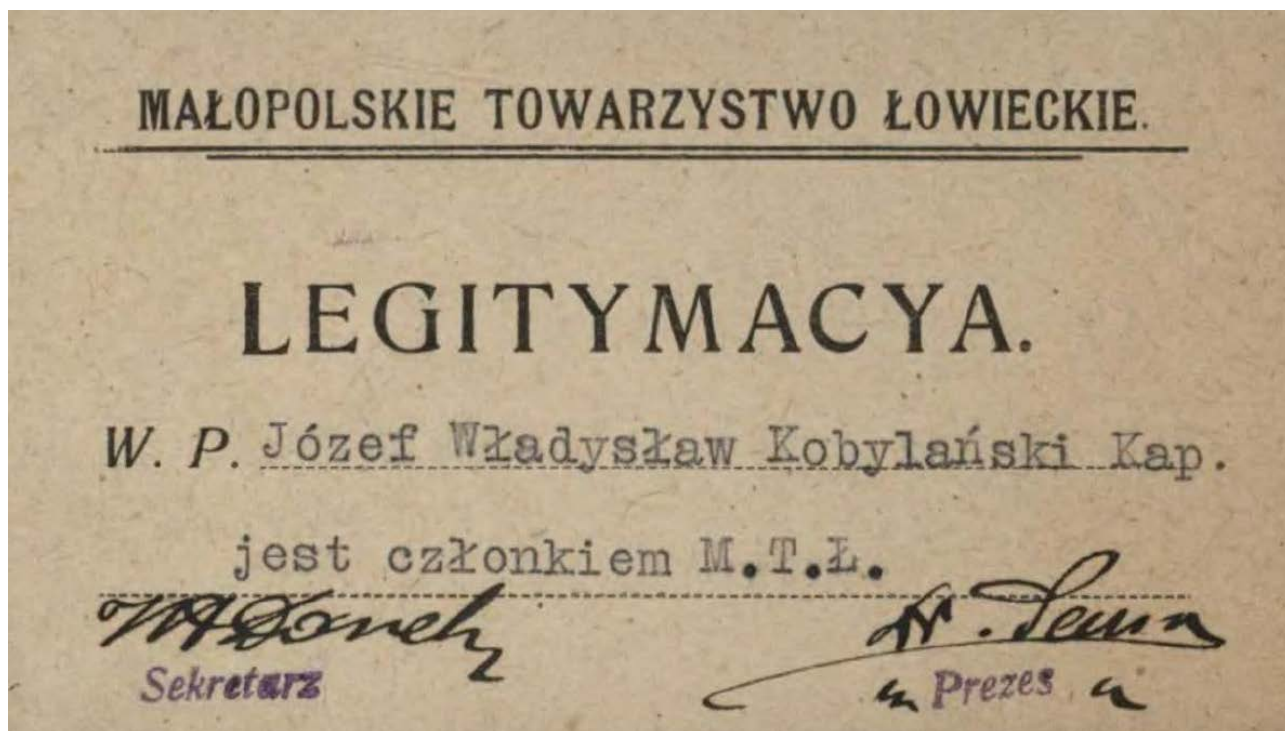 MAŁOPOLSKIE TOWARZYSTWO ŁOWIECKIE.
LEGITYMACYA.
W. P. Józef Władysław Kobylański Kap.
jest członkiem M.T.Ł.
Sekretarz Prezes